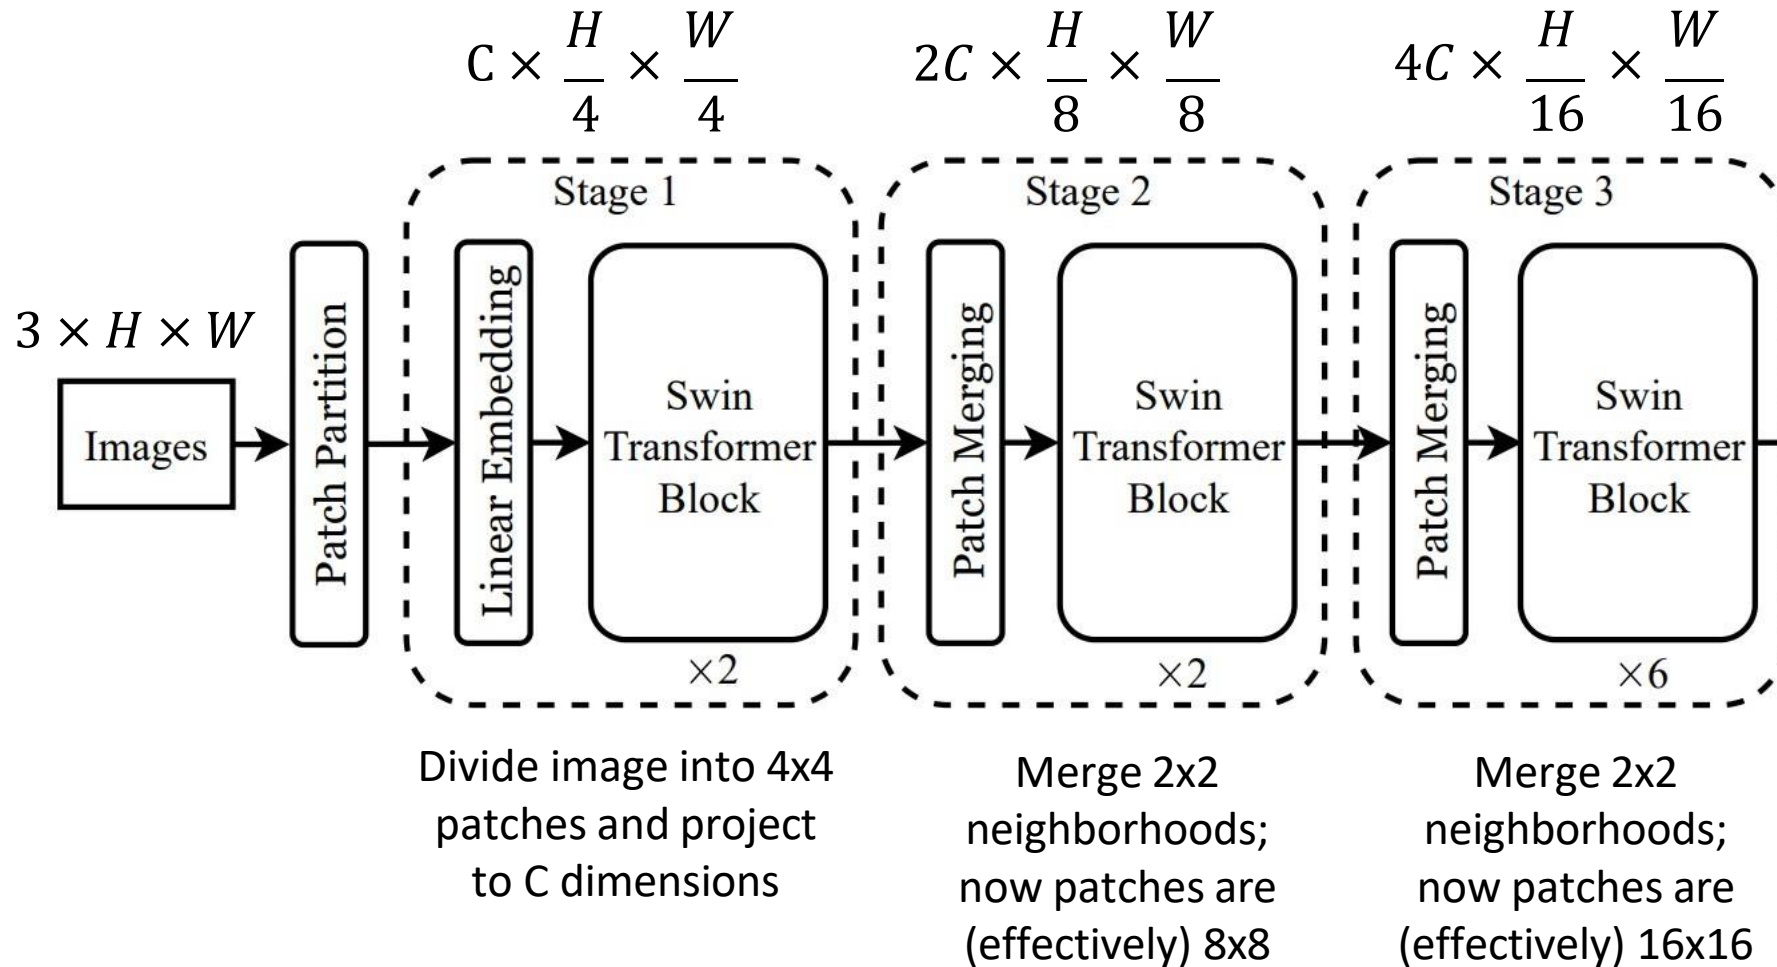 C × H/4 × W/4
2C × H/8 × W/8
4C × H/16 × W/16
3 × H × W
Images
Patch Partition
Stage 1
Linear Embedding
Swin
Transformer
Block
×2
Stage 2
Patch Merging
Swin
Transformer
Block
×2
Stage 3
Patch Merging
Swin
Transformer
Block
×6
Divide image into 4x4
patches and project
to C dimensions
Merge 2x2
neighborhoods;
now patches are
(effectively) 8x8
Merge 2x2
neighborhoods;
now patches are
(effectively) 16x16